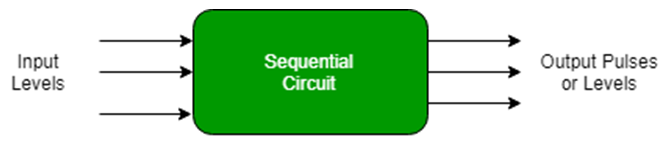 Input
Levels
Sequential
Circuit
Output Pulses
or Levels